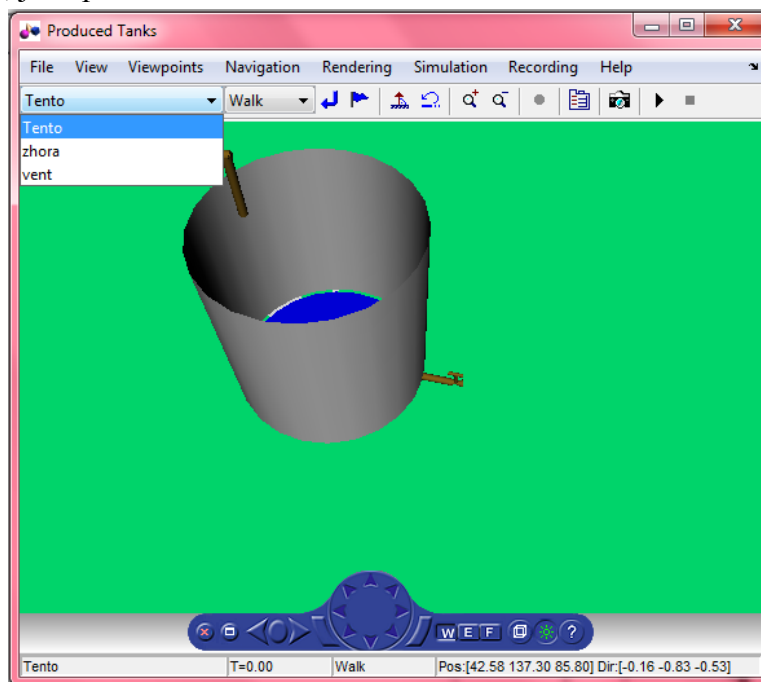 Produced Tanks
File View Viewpoints Navigation Rendering Simulation Recording Help
Tento Walk
Tento
zhora
vent
W E F ?
Tento T=0.00 Walk Pos:[42.58 137.30 85.80] Dir:[-0.16 -0.83 -0.53]